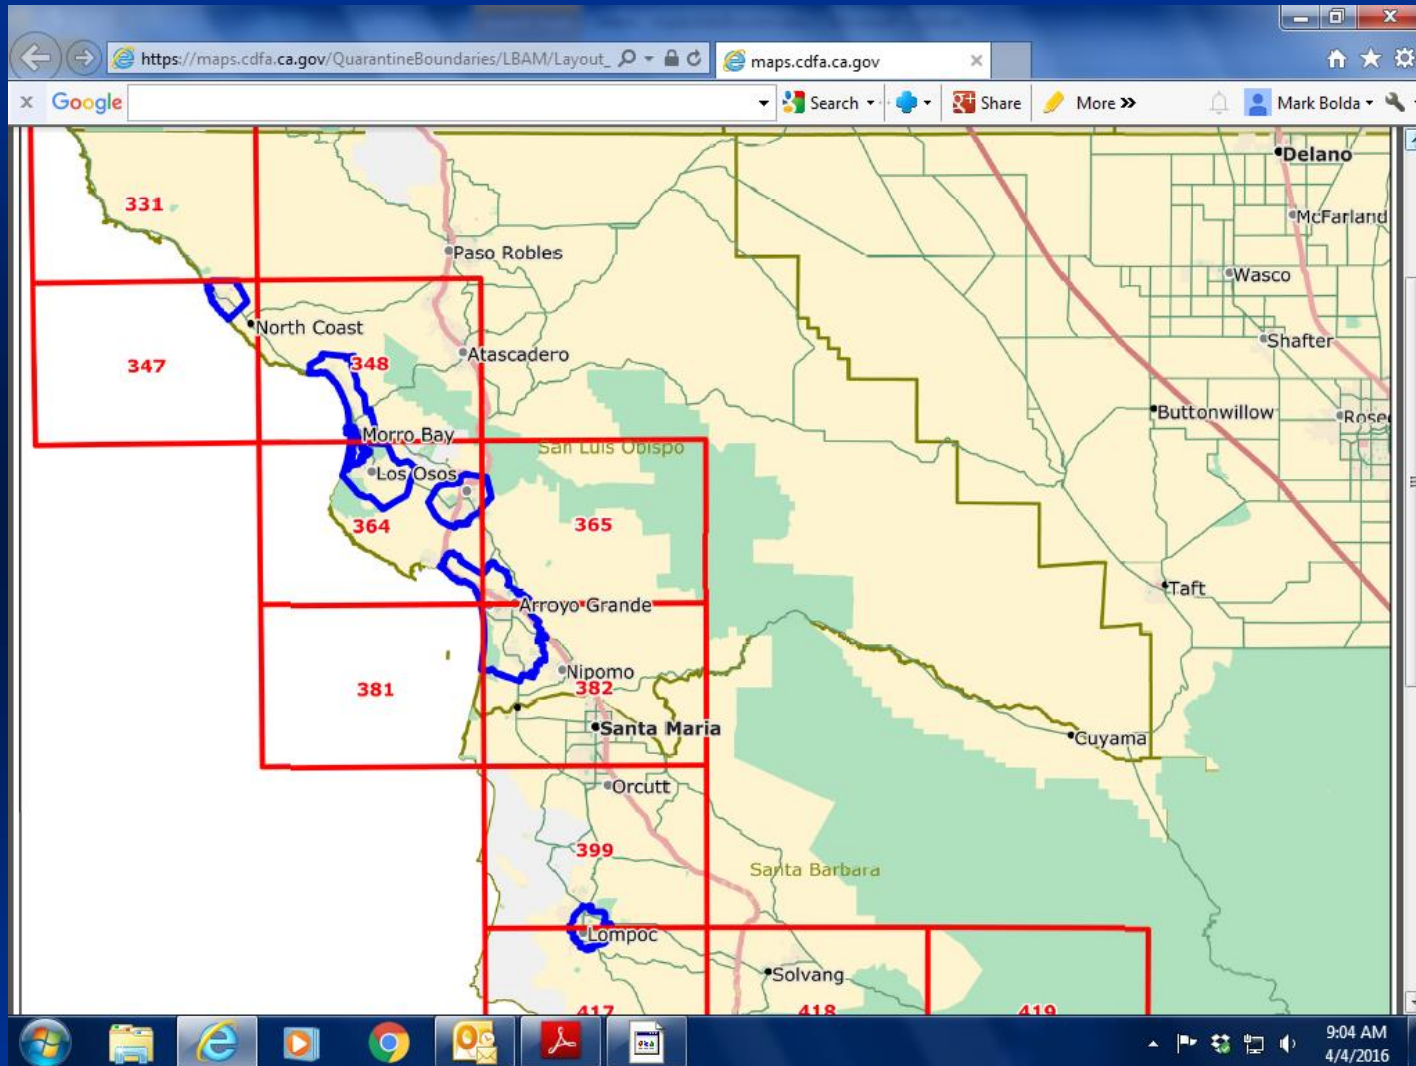 https://maps.cdfa.ca.gov/QuarantineBoundaries/LBAM/Layout_
maps.cdfa.ca.gov
x Google Search Share More » Mark Bolda
Delano
331
McFarland
Paso Robles
Wasco
North Coast
Shafter
Atascadero
348
347
Buttonwillow
Rose
Morro Bay
San Luis Obispo
Los Osos
364
365
Taft
Arroyo Grande
Nipomo
381
382
Santa Maria
Cuyama
Orcutt
399
Santa Barbara
Lompoc
Solvang
417
418
419
9:04 AM
4/4/2016